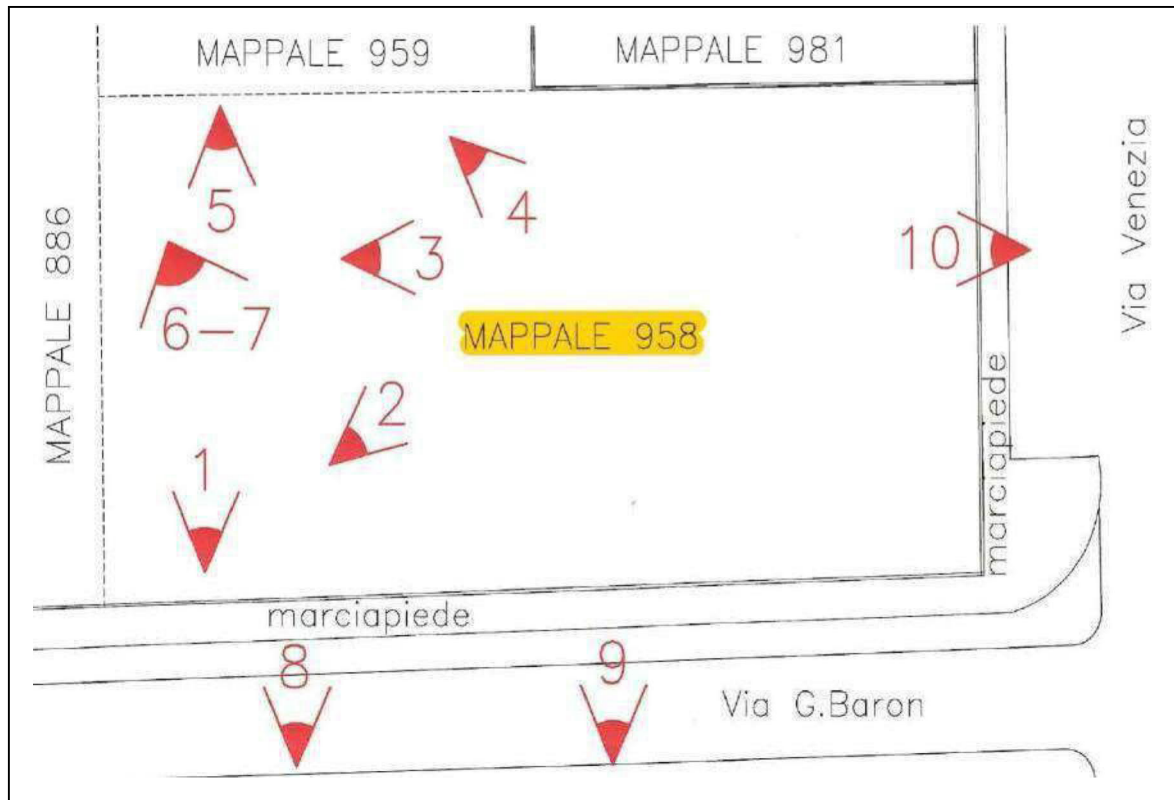 MAPPALE 959
MAPPALE 981
Via Venezia
5
4
MAPPALE 886
3
10
6-7
MAPPALE 958
marciapiede
2
1
marciapiede
8
9
Via G.Baron